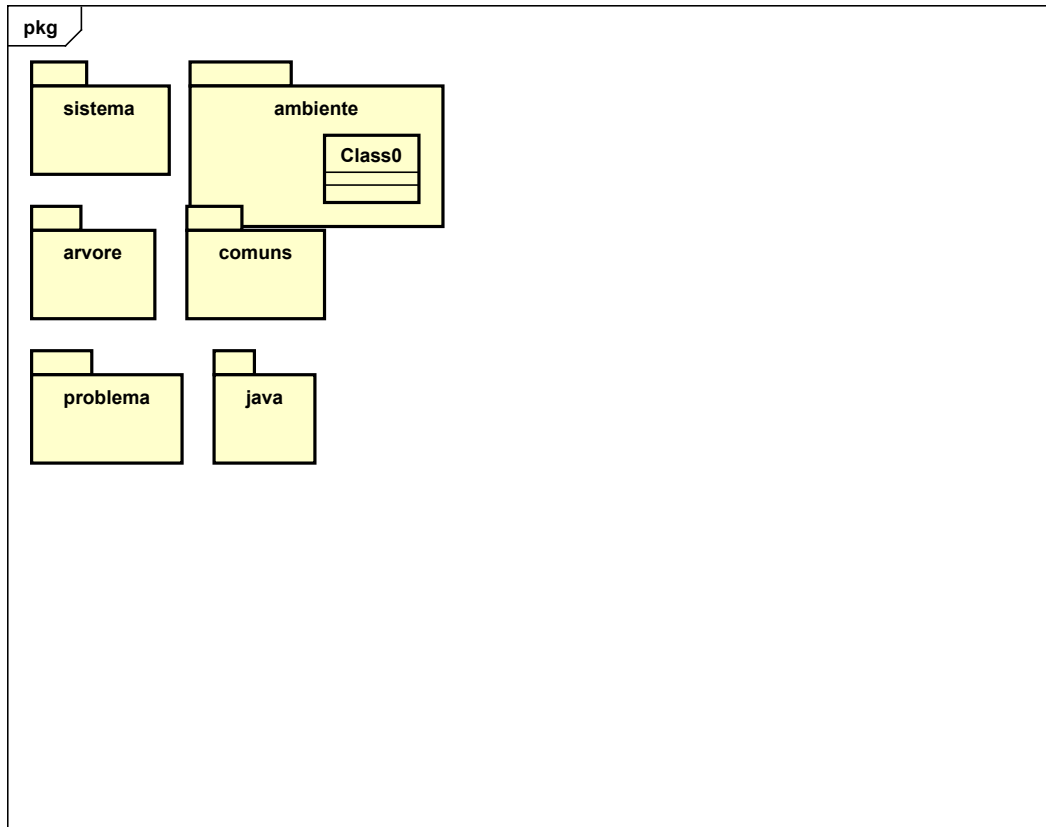 pkg
sistema
ambiente
Class0
arvore
comuns
problema
java